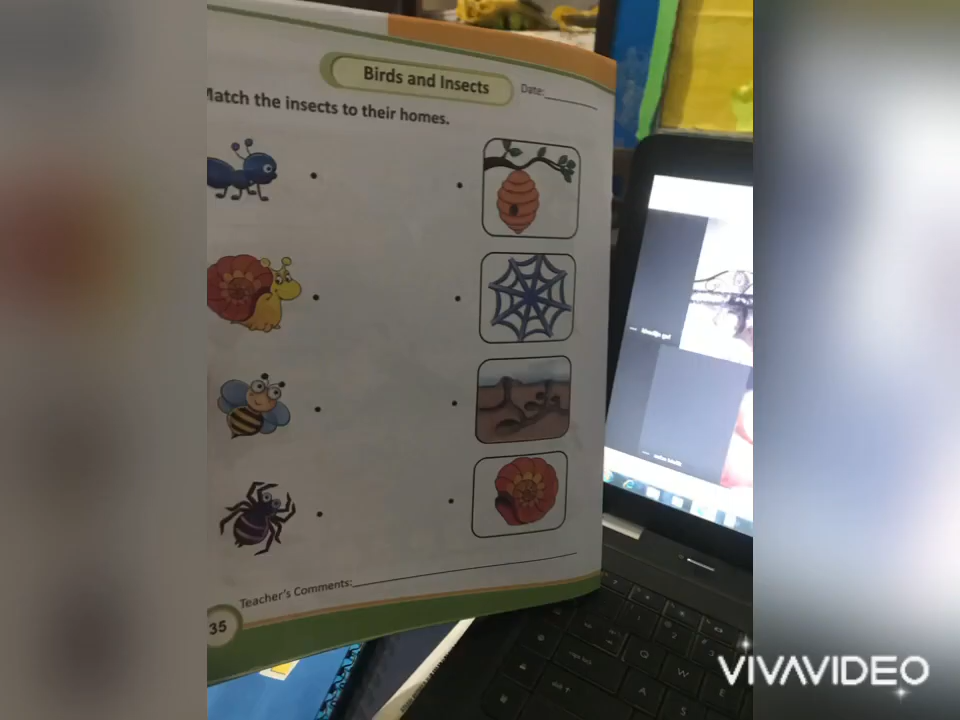 Birds and Insects
Date:
Match the insects to their homes.
Teacher's Comments:
35
VIVAVIDEO